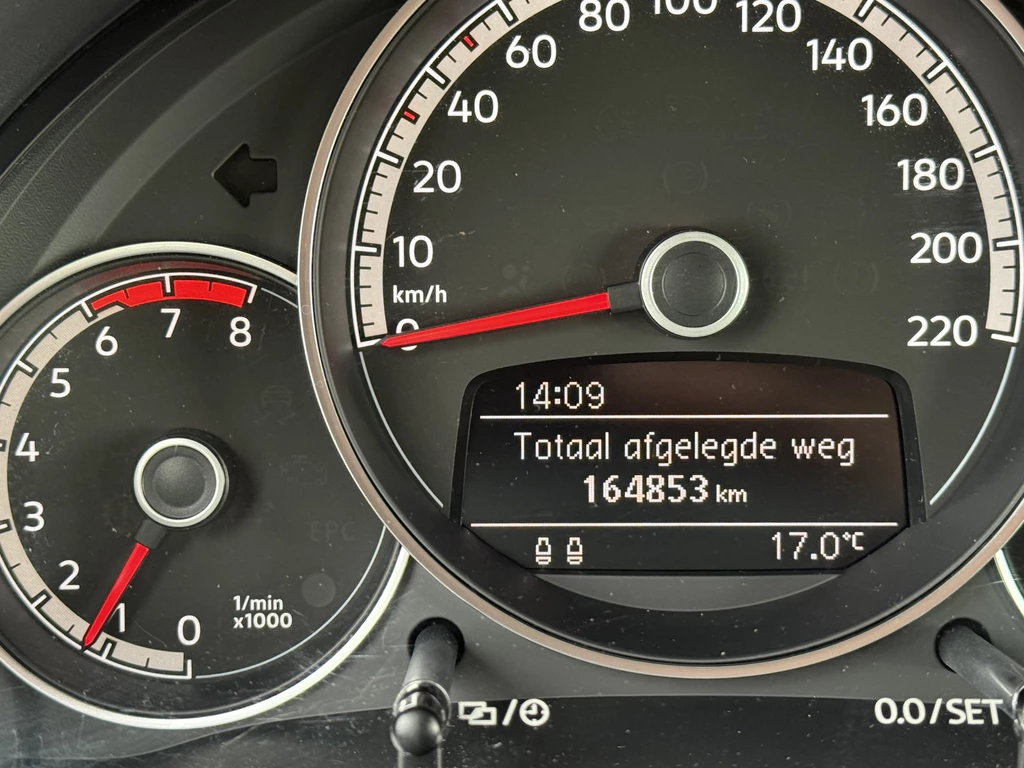 80 100 120
60 140
40 160
20 180
10 200
km/h
0 220
14:09
Totaal afgelegde weg
164853 km
17.0°C
6 7 8
5
4
3
2
1
0
1/min
x1000
EPC
0.0/SET